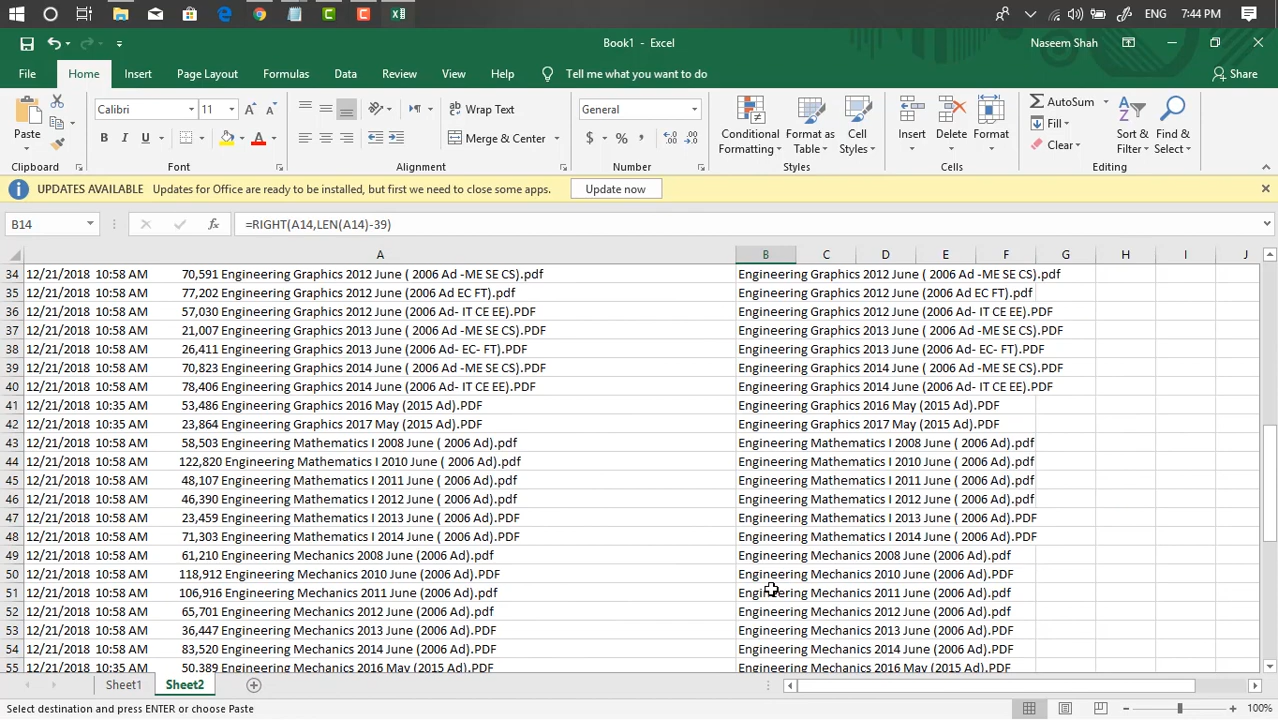 ENG 7:44 PM
Book1 - Excel
Naseem Shah
File Home Insert Page Layout Formulas Data Review View Help Tell me what you want to do Share
Calibri 11 Wrap Text General AutoSum
Paste B I U Merge & Center $ % , Conditional Formatting Format as Table Cell Styles Insert Delete Format Fill Clear Sort & Filter Find & Select
Clipboard Font Alignment Number Styles Cells Editing
UPDATES AVAILABLE Updates for Office are ready to be installed, but first we need to close some apps. Update now
B14 fx =RIGHT(A14,LEN(A14)-39)
A B C D E F G H I J
34 12/21/2018 10:58 AM 70,591 Engineering Graphics 2012 June ( 2006 Ad -ME SE CS).pdf Engineering Graphics 2012 June ( 2006 Ad -ME SE CS).pdf
35 12/21/2018 10:58 AM 77,202 Engineering Graphics 2012 June (2006 Ad EC FT).pdf Engineering Graphics 2012 June (2006 Ad EC FT).pdf
36 12/21/2018 10:58 AM 57,030 Engineering Graphics 2012 June (2006 Ad- IT CE EE).PDF Engineering Graphics 2012 June (2006 Ad- IT CE EE).PDF
37 12/21/2018 10:58 AM 21,007 Engineering Graphics 2013 June ( 2006 Ad -ME SE CS).PDF Engineering Graphics 2013 June ( 2006 Ad -ME SE CS).PDF
38 12/21/2018 10:58 AM 26,411 Engineering Graphics 2013 June (2006 Ad- EC- FT).PDF Engineering Graphics 2013 June (2006 Ad- EC- FT).PDF
39 12/21/2018 10:58 AM 70,823 Engineering Graphics 2014 June ( 2006 Ad -ME SE CS).PDF Engineering Graphics 2014 June ( 2006 Ad -ME SE CS).PDF
40 12/21/2018 10:58 AM 78,406 Engineering Graphics 2014 June (2006 Ad- IT CE EE).PDF Engineering Graphics 2014 June (2006 Ad- IT CE EE).PDF
41 12/21/2018 10:35 AM 53,486 Engineering Graphics 2016 May (2015 Ad).PDF Engineering Graphics 2016 May (2015 Ad).PDF
42 12/21/2018 10:35 AM 23,864 Engineering Graphics 2017 May (2015 Ad).PDF Engineering Graphics 2017 May (2015 Ad).PDF
43 12/21/2018 10:58 AM 58,503 Engineering Mathematics I 2008 June ( 2006 Ad).pdf Engineering Mathematics I 2008 June ( 2006 Ad).pdf
44 12/21/2018 10:58 AM 122,820 Engineering Mathematics I 2010 June ( 2006 Ad).pdf Engineering Mathematics I 2010 June ( 2006 Ad).pdf
45 12/21/2018 10:58 AM 48,107 Engineering Mathematics I 2011 June ( 2006 Ad).pdf Engineering Mathematics I 2011 June ( 2006 Ad).pdf
46 12/21/2018 10:58 AM 46,390 Engineering Mathematics I 2012 June ( 2006 Ad).pdf Engineering Mathematics I 2012 June ( 2006 Ad).pdf
47 12/21/2018 10:58 AM 23,459 Engineering Mathematics I 2013 June ( 2006 Ad).PDF Engineering Mathematics I 2013 June ( 2006 Ad).PDF
48 12/21/2018 10:58 AM 71,303 Engineering Mathematics I 2014 June ( 2006 Ad).PDF Engineering Mathematics I 2014 June ( 2006 Ad).PDF
49 12/21/2018 10:58 AM 61,210 Engineering Mechanics 2008 June (2006 Ad).pdf Engineering Mechanics 2008 June (2006 Ad).pdf
50 12/21/2018 10:58 AM 118,912 Engineering Mechanics 2010 June (2006 Ad).PDF Engineering Mechanics 2010 June (2006 Ad).PDF
51 12/21/2018 10:58 AM 106,916 Engineering Mechanics 2011 June (2006 Ad).pdf Engineering Mechanics 2011 June (2006 Ad).pdf
52 12/21/2018 10:58 AM 65,701 Engineering Mechanics 2012 June (2006 Ad).pdf Engineering Mechanics 2012 June (2006 Ad).pdf
53 12/21/2018 10:58 AM 36,447 Engineering Mechanics 2013 June (2006 Ad).PDF Engineering Mechanics 2013 June (2006 Ad).PDF
54 12/21/2018 10:58 AM 83,520 Engineering Mechanics 2014 June (2006 Ad).PDF Engineering Mechanics 2014 June (2006 Ad).PDF
55 12/21/2018 10:35 AM 50,389 Engineering Mechanics 2016 May (2015 Ad).PDF Engineering Mechanics 2016 May (2015 Ad).PDF
Sheet1 Sheet2
Select destination and press ENTER or choose Paste 100%